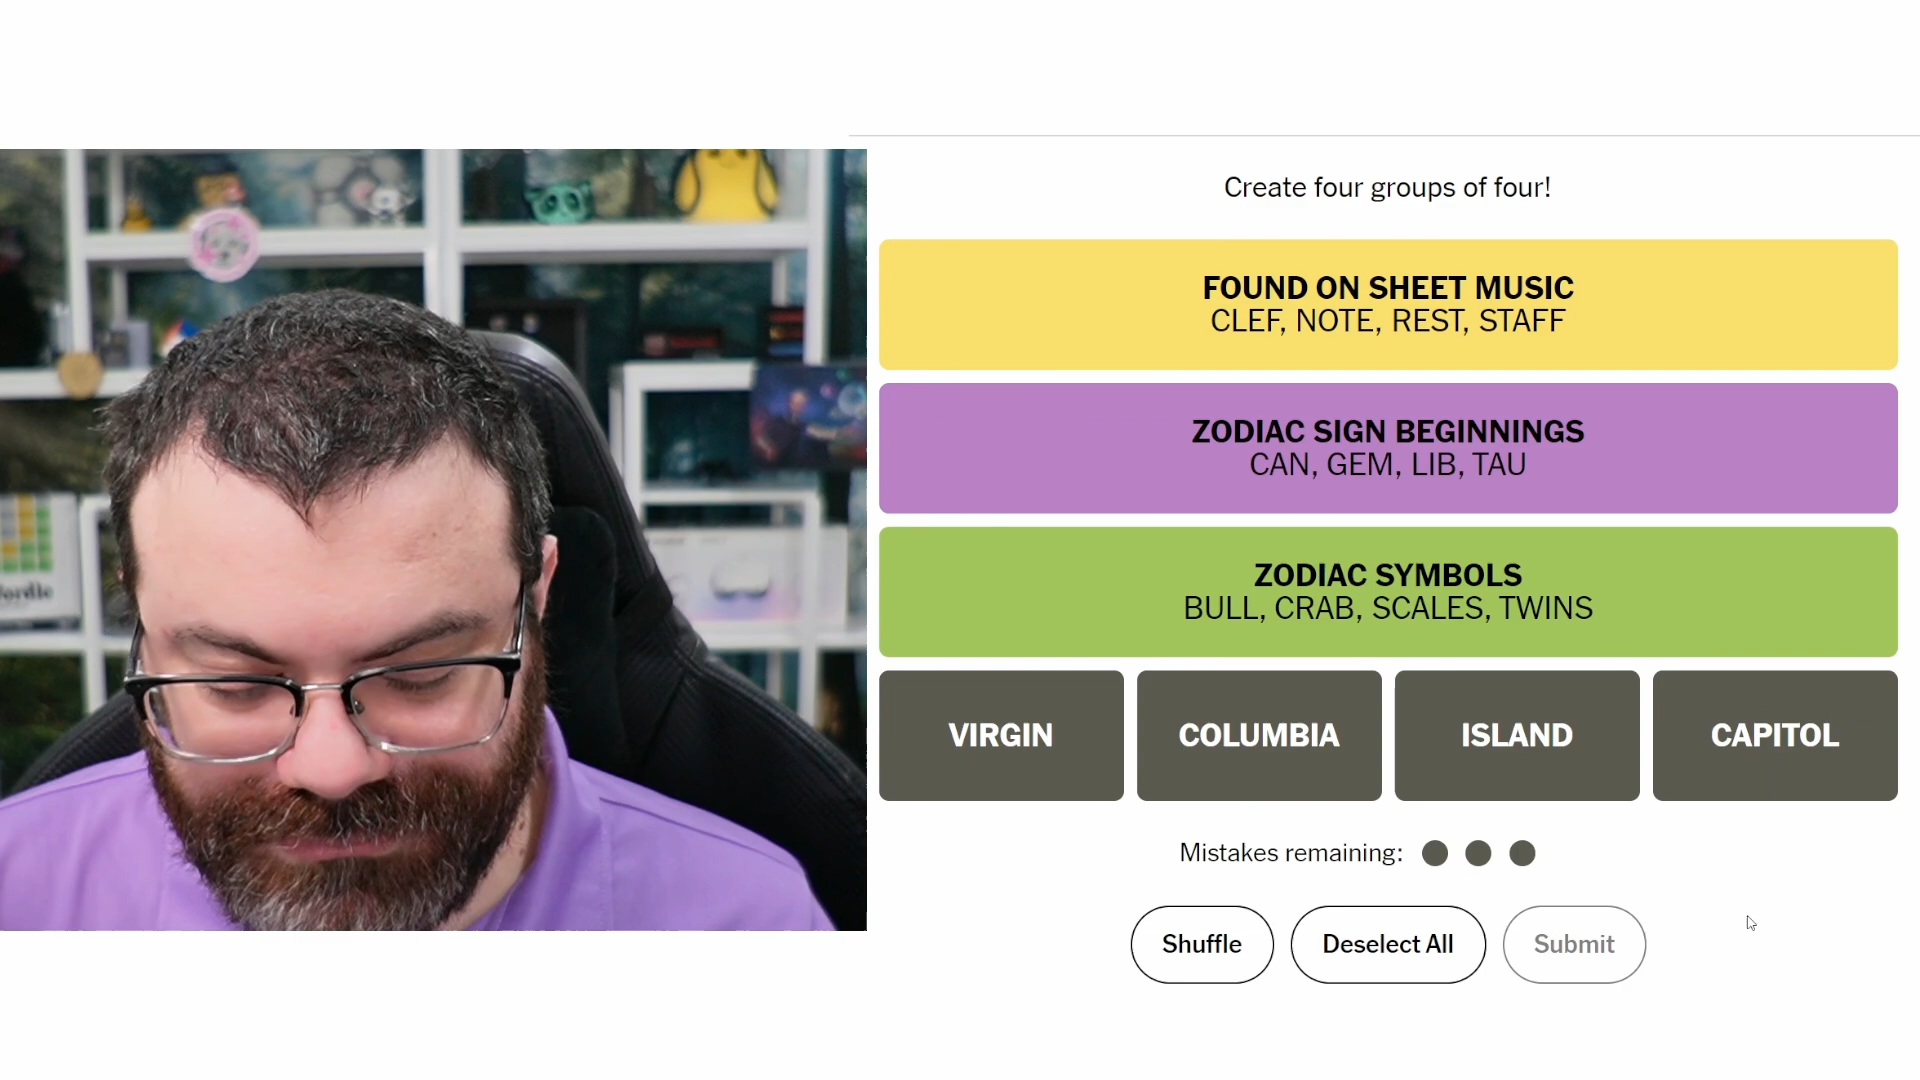 Create four groups of four!
FOUND ON SHEET MUSIC
CLEF, NOTE, REST, STAFF
ZODIAC SIGN BEGINNINGS
CAN, GEM, LIB, TAU
ZODIAC SYMBOLS
BULL, CRAB, SCALES, TWINS
VIRGIN COLUMBIA ISLAND CAPITOL
Mistakes remaining:
Shuffle Deselect All Submit